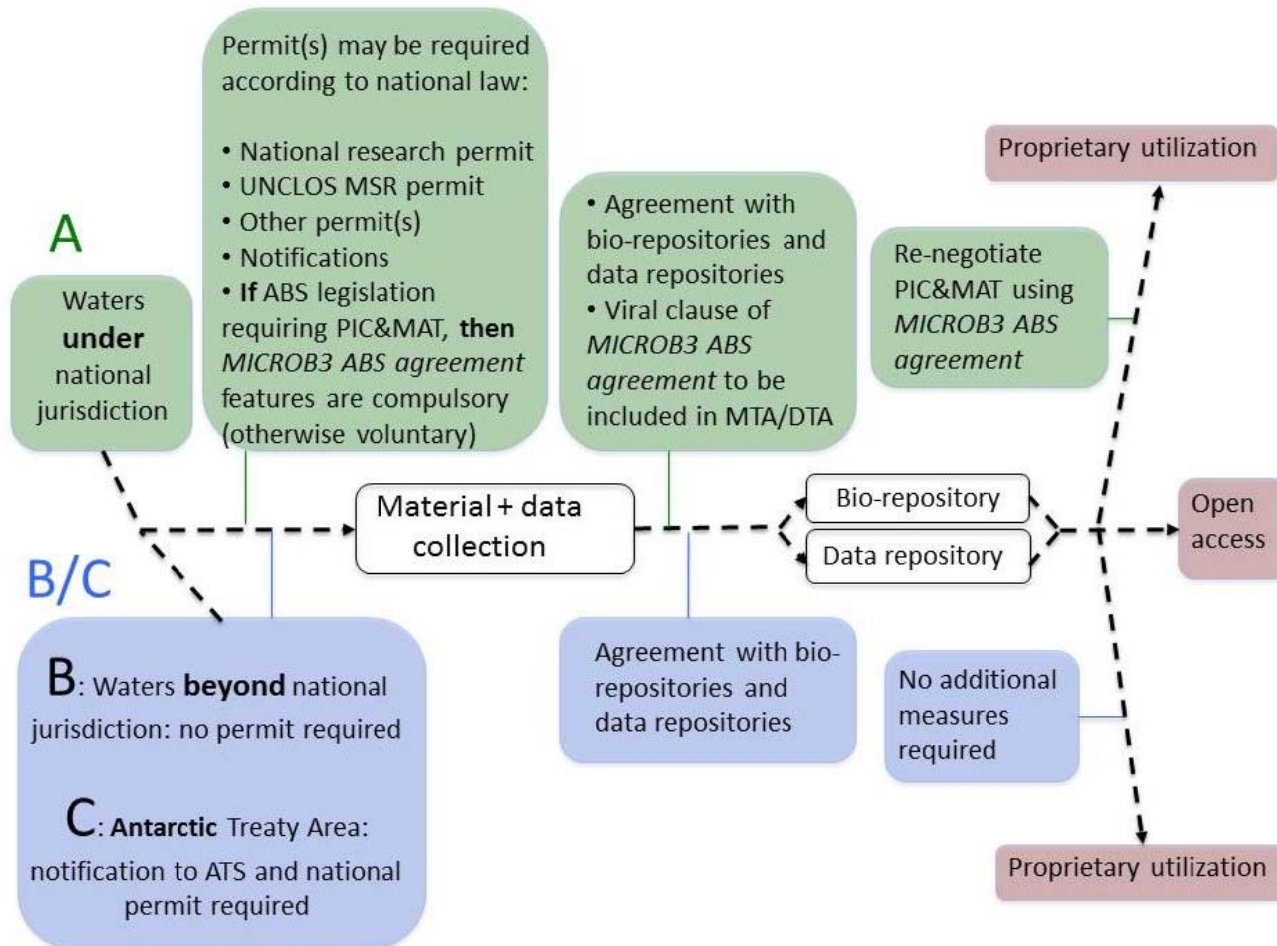 Permit(s) may be required
according to national law:
• National research permit
• UNCLOS MSR permit
• Other permit(s)
• Notifications
• If ABS legislation
requiring PIC&MAT, then
MICROB3 ABS agreement
features are compulsory
(otherwise voluntary)
A
Waters
under
national
jurisdiction
• Agreement with
bio-repositories and
data repositories
• Viral clause of
MICROB3 ABS
agreement to be
included in MTA/DTA
Proprietary utilization
Re-negotiate
PIC&MAT using
MICROB3 ABS
agreement
Material + data
collection
Bio-repository
Data repository
Open
access
B/C
B: Waters beyond national
jurisdiction: no permit required
C: Antarctic Treaty Area:
notification to ATS and national
permit required
Agreement with bio-
repositories and
data repositories
No additional
measures
required
Proprietary utilization